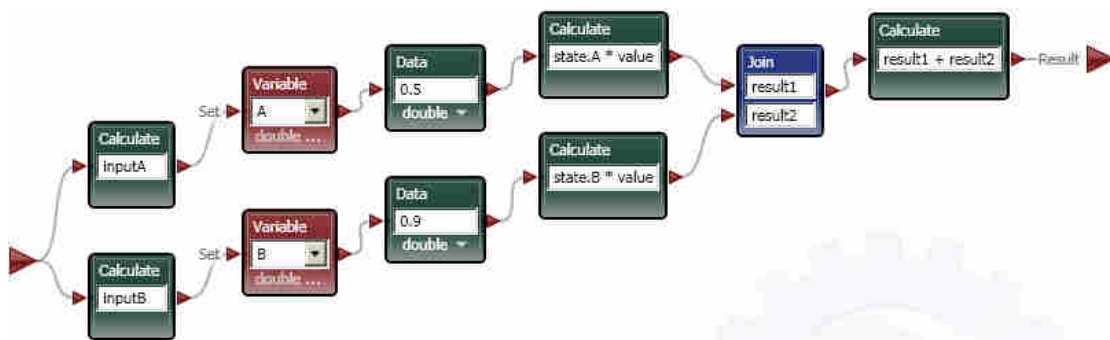 Calculate
inputA
Set
Variable
A
double ...
Data
0.5
double
Calculate
state.A * value
Calculate
inputB
Set
Variable
B
double ...
Data
0.9
double
Calculate
state.B * value
Join
result1
result2
Calculate
result1 + result2
Result